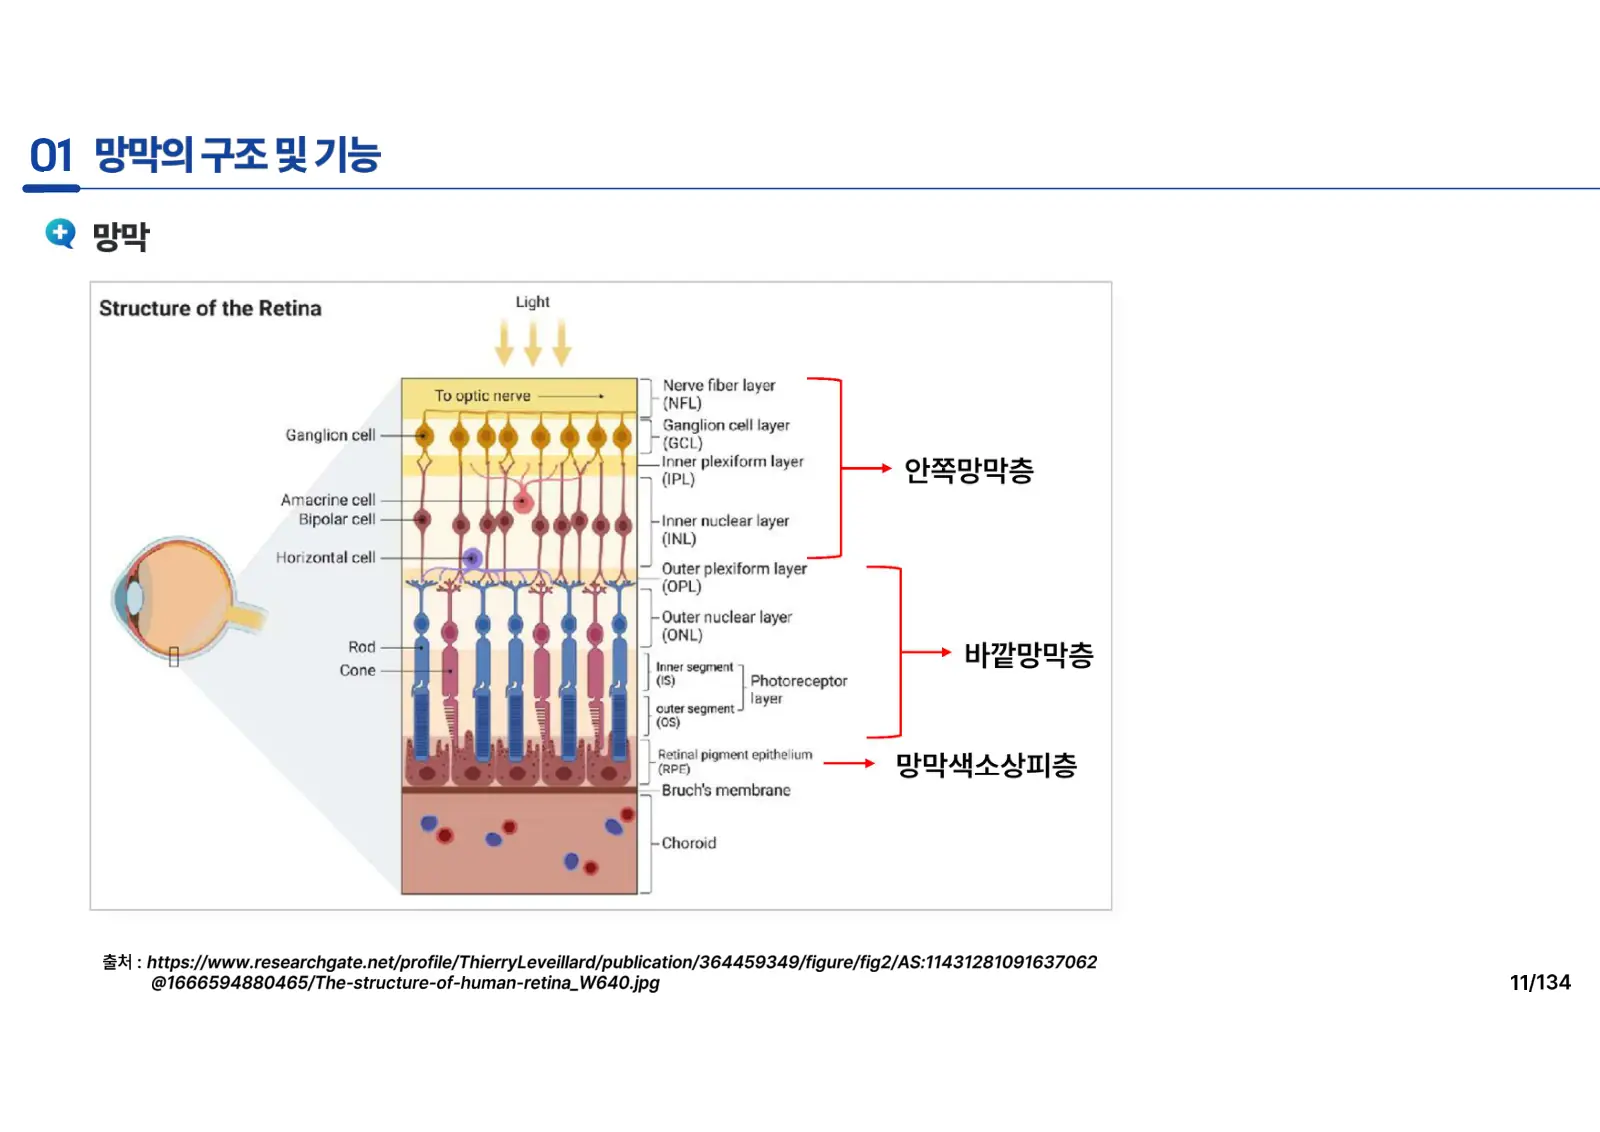 01 망막의 구조 및 기능
망막
Structure of the Retina
Light
To optic nerve
Ganglion cell
Amacrine cell
Bipolar cell
Horizontal cell
Rod
Cone
Nerve fiber layer
(NFL)
Ganglion cell layer
(GCL)
Inner plexiform layer
(IPL)
Inner nuclear layer
(INL)
Outer plexiform layer
(OPL)
Outer nuclear layer
(ONL)
Inner segment
(IS)
outer segment
(OS)
Photoreceptor
layer
Retinal pigment epithelium
(RPE)
Bruch's membrane
Choroid
안쪽망막층
바깥망막층
망막색소상피층
출처 : https://www.researchgate.net/profile/ThierryLeveillard/publication/364459349/figure/fig2/AS:11431281091637062
@1666594880465/The-structure-of-human-retina_W640.jpg
11/134